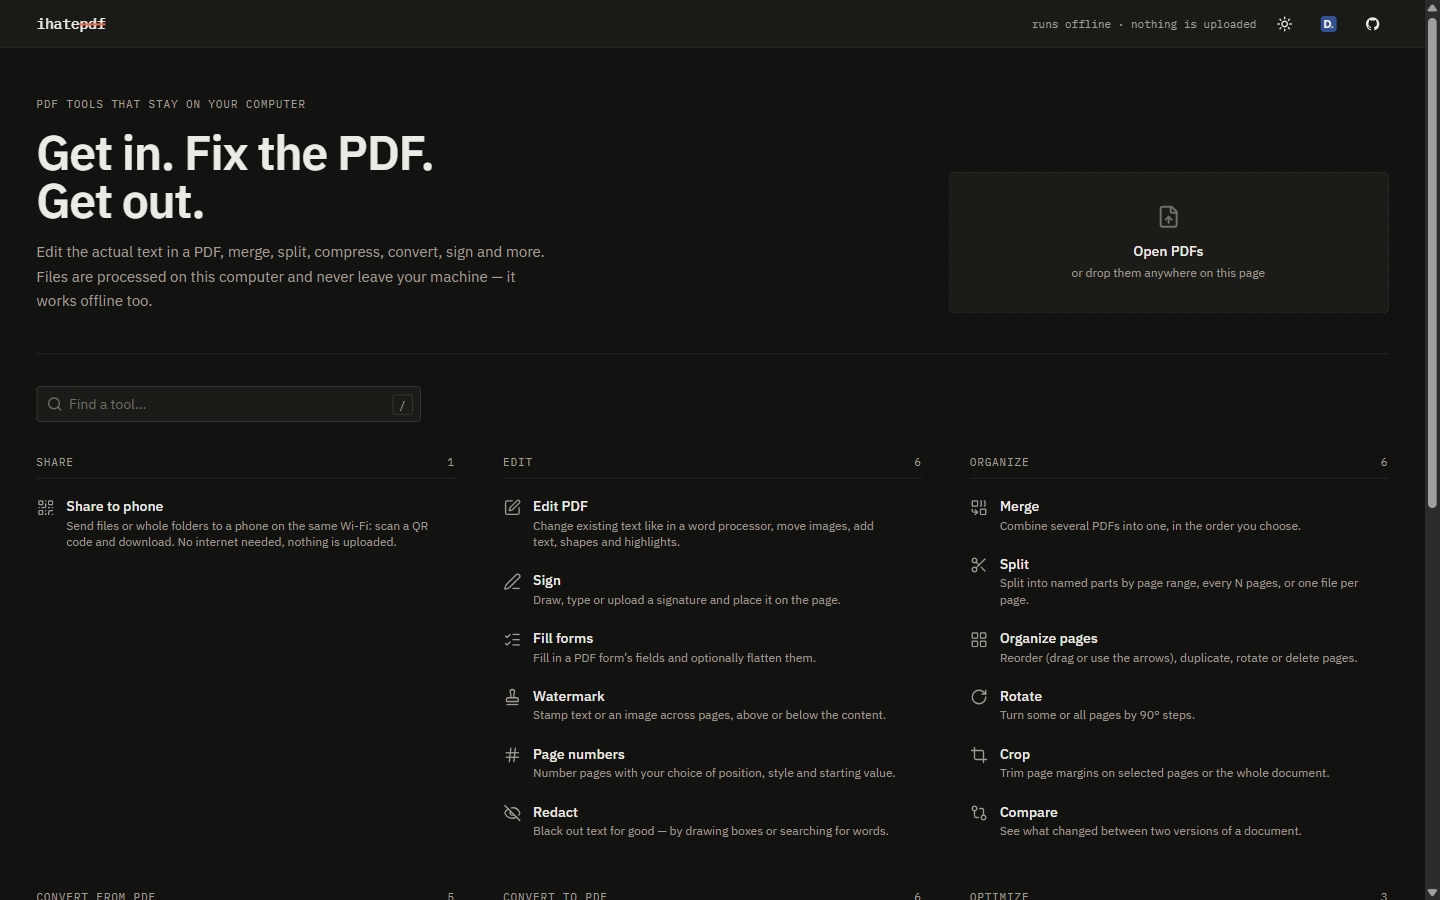 ihatepdf
runs offline · nothing is uploaded
D.
PDF TOOLS THAT STAY ON YOUR COMPUTER
Get in. Fix the PDF.
Get out.
Edit the actual text in a PDF, merge, split, compress, convert, sign and more.
Files are processed on this computer and never leave your machine — it
works offline too.
Open PDFs
or drop them anywhere on this page
Find a tool...
/
SHARE 1
Share to phone
Send files or whole folders to a phone on the same Wi-Fi: scan a QR
code and download. No internet needed, nothing is uploaded.
EDIT 6
Edit PDF
Change existing text like in a word processor, move images, add
text, shapes and highlights.
Sign
Draw, type or upload a signature and place it on the page.
Fill forms
Fill in a PDF form's fields and optionally flatten them.
Watermark
Stamp text or an image across pages, above or below the content.
Page numbers
Number pages with your choice of position, style and starting value.
Redact
Black out text for good — by drawing boxes or searching for words.
ORGANIZE 6
Merge
Combine several PDFs into one, in the order you choose.
Split
Split into named parts by page range, every N pages, or one file per
page.
Organize pages
Reorder (drag or use the arrows), duplicate, rotate or delete pages.
Rotate
Turn some or all pages by 90° steps.
Crop
Trim page margins on selected pages or the whole document.
Compare
See what changed between two versions of a document.
CONVERT FROM PDF 5
CONVERT TO PDF 6
OPTIMIZE 3